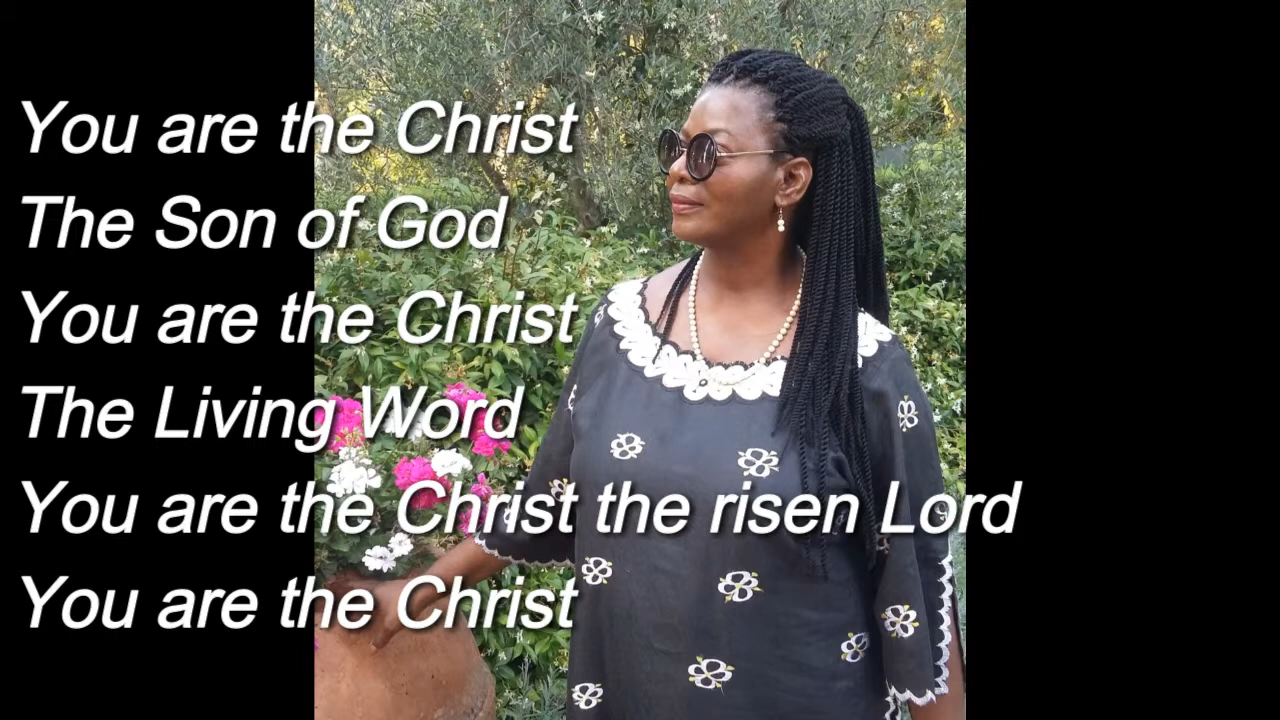 You are the Christ
The Son of God
You are the Christ
The Living Word
You are the Christ the risen Lord
You are the Christ